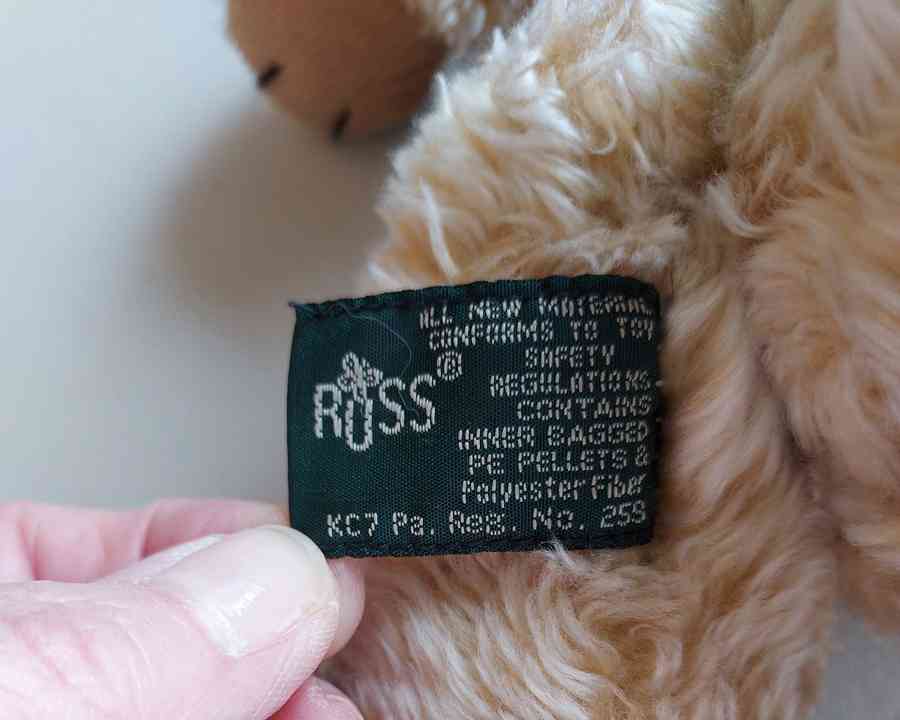 RUSS®
ALL NEW MATERIAL
CONFORMS TO TOY
SAFETY
REGULATIONS
CONTAINS
INNER BAGGED
PE PELLETS &
Polyester Fiber
KC7 Pa. Reg. No. 258